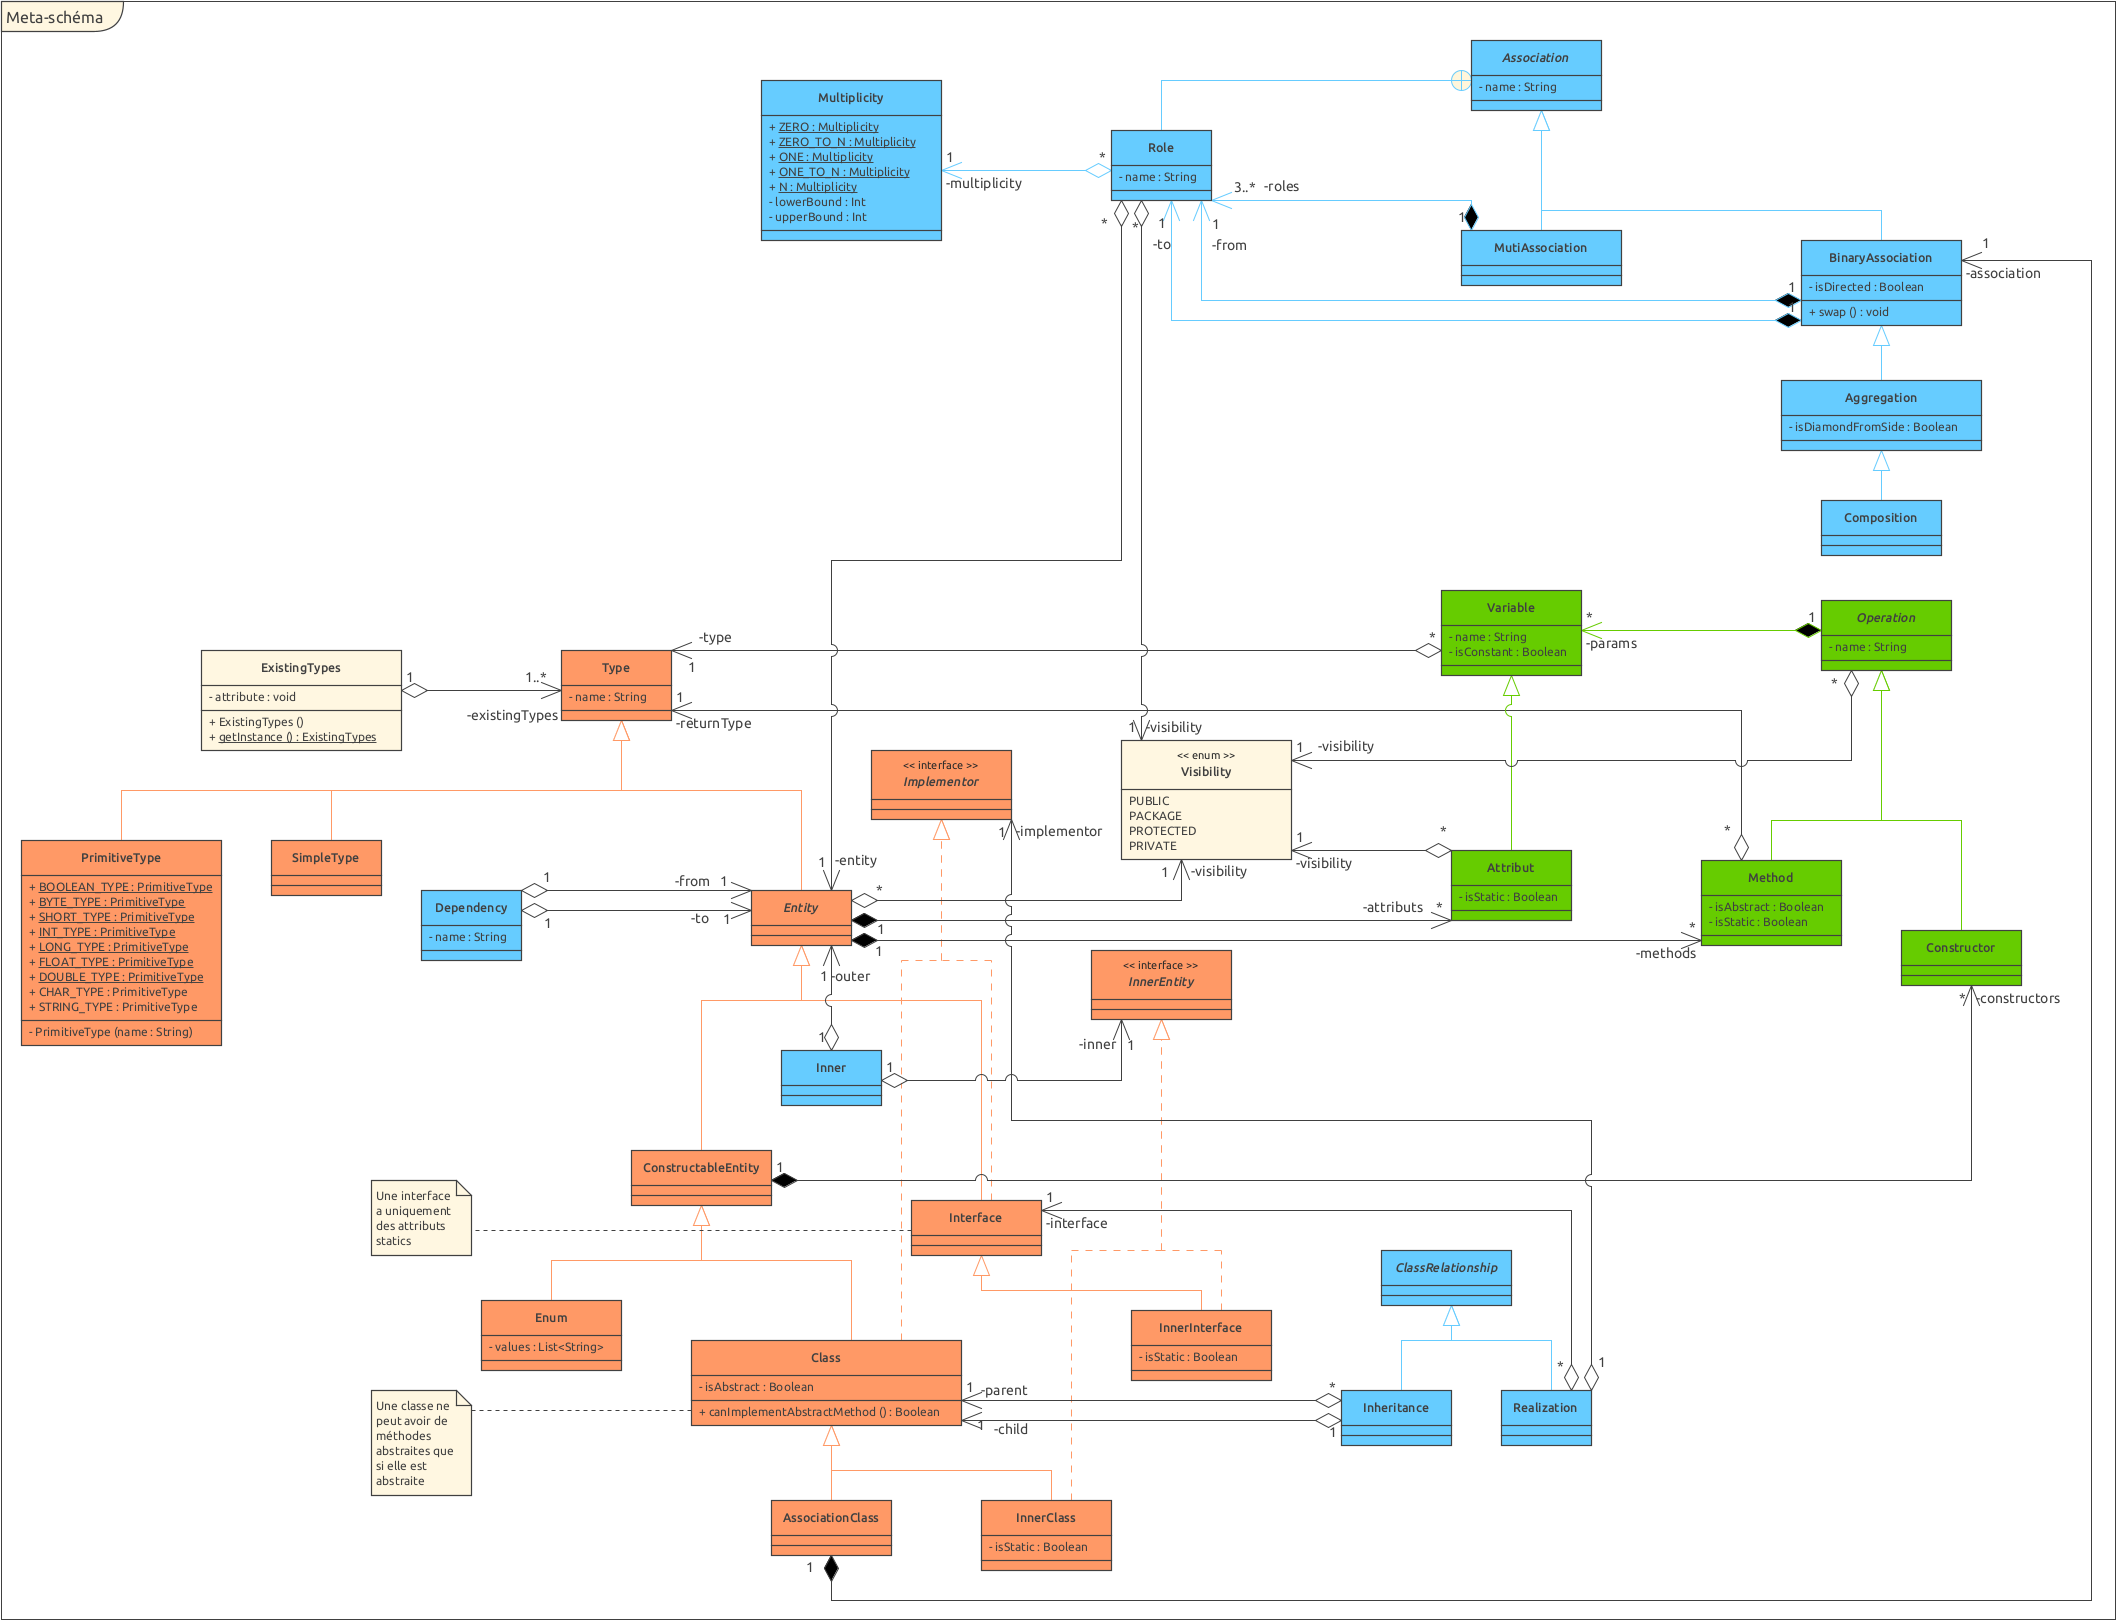 Meta-schéma
Association
- name : String
Multiplicity
+ ZERO : Multiplicity
+ ZERO_TO_N : Multiplicity
+ ONE : Multiplicity
+ ONE_TO_N : Multiplicity
+ N : Multiplicity
- lowerBound : Int
- upperBound : Int
1
-multiplicity
*
Role
- name : String
3..* -roles
*
*
1
-to
1
-from
1
MutiAssociation
BinaryAssociation
- isDirected : Boolean
+ swap () : void
1
1
1
-association
Aggregation
- isDiamondFromSide : Boolean
Composition
Variable
- name : String
- isConstant : Boolean
*
-params
1
Operation
- name : String
*
-type
1
*
ExistingTypes
- attribute : void
+ ExistingTypes ()
+ getInstance () : ExistingTypes
1
1..*
-existingTypes
Type
- name : String
1
-returnType
1
-visibility
<< enum >>
Visibility
PUBLIC
PACKAGE
PROTECTED
PRIVATE
1 -visibility
1
-visibility
1
-visibility
<< interface >>
Implementor
1
-implementor
*
Attribut
- isStatic : Boolean
*
Method
- isAbstract : Boolean
- isStatic : Boolean
PrimitiveType
+ BOOLEAN_TYPE : PrimitiveType
+ BYTE_TYPE : PrimitiveType
+ SHORT_TYPE : PrimitiveType
+ INT_TYPE : PrimitiveType
+ LONG_TYPE : PrimitiveType
+ FLOAT_TYPE : PrimitiveType
+ DOUBLE_TYPE : PrimitiveType
+ CHAR_TYPE : PrimitiveType
+ STRING_TYPE : PrimitiveType
- PrimitiveType (name : String)
SimpleType
Dependency
- name : String
1
1
-from 1
-to 1
1
-entity
Entity
*
1
1
-attributs *
*
-methods
1
-outer
Constructor
*
-constructors
<< interface >>
InnerEntity
-inner 1
1
Inner
1
ConstructableEntity
1
Une interface
a uniquement
des attributs
statics
Interface
1
-interface
ClassRelationship
Enum
- values : List<String>
InnerInterface
- isStatic : Boolean
Class
- isAbstract : Boolean
+ canImplementAbstractMethod () : Boolean
1
-parent
1
-child
*
1
Inheritance
*
1
Realization
Une classe ne
peut avoir de
méthodes
abstraites que
si elle est
abstraite
AssociationClass
1
InnerClass
- isStatic : Boolean